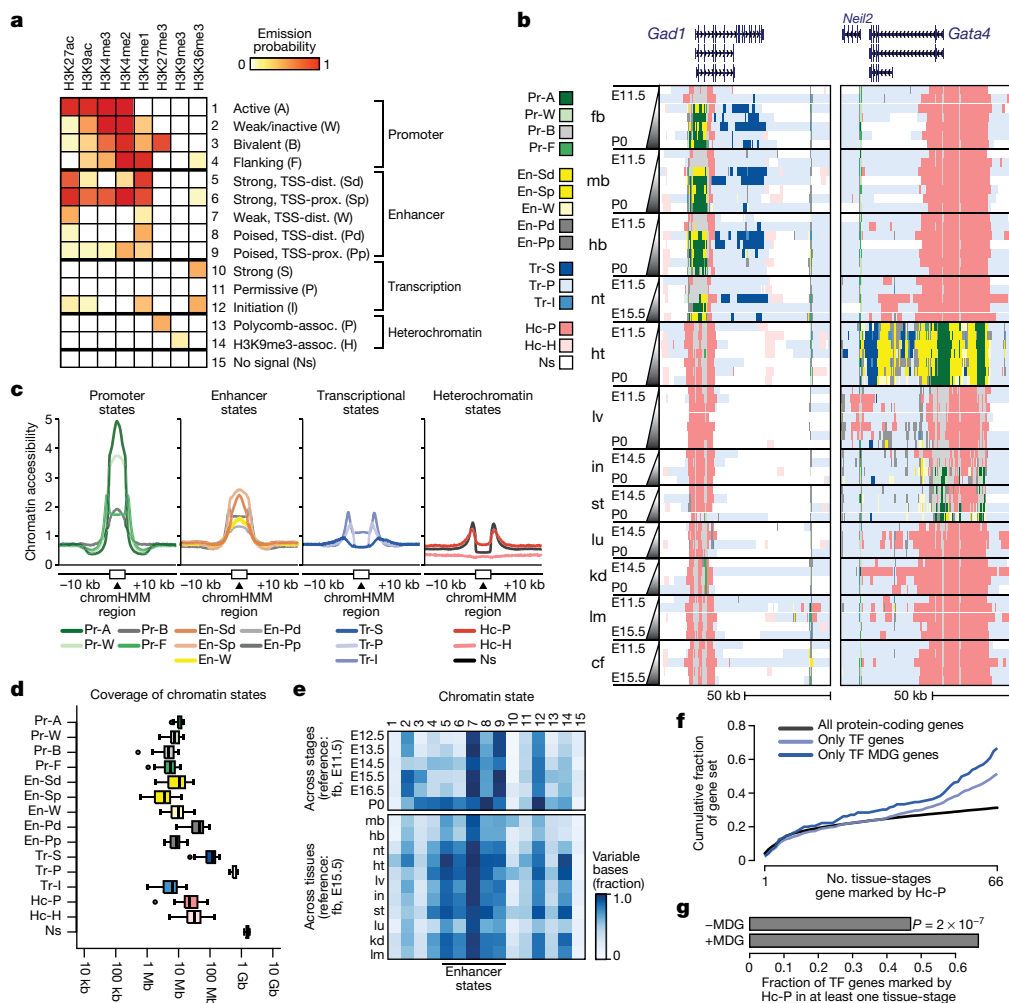 a
H3K27ac
H3K9ac
H3K4me3
H3K4me2
H3K4me1
H3K27me3
H3K9me3
H3K36me3
Emission
probability
0 1
1 Active (A)
2 Weak/inactive (W)
3 Bivalent (B)
4 Flanking (F)
Promoter
5 Strong, TSS-dist. (Sd)
6 Strong, TSS-prox. (Sp)
7 Weak, TSS-dist. (W)
8 Poised, TSS-dist. (Pd)
9 Poised, TSS-prox. (Pp)
Enhancer
10 Strong (S)
11 Permissive (P)
12 Initiation (I)
Transcription
13 Polycomb-assoc. (P)
14 H3K9me3-assoc. (H)
Heterochromatin
15 No signal (Ns)
b
Gad1
Neil2
Gata4
Pr-A
Pr-W
Pr-B
Pr-F
En-Sd
En-Sp
En-W
En-Pd
En-Pp
Tr-S
Tr-P
Tr-I
Hc-P
Hc-H
Ns
fb
E11.5
P0
mb
E11.5
P0
hb
E11.5
P0
nt
E11.5
E15.5
ht
E11.5
P0
lv
E11.5
P0
in
E14.5
P0
st
E14.5
P0
lu
E14.5
P0
kd
E14.5
P0
lm
E11.5
E15.5
cf
E11.5
E15.5
50 kb
50 kb
c
Promoter
states
Enhancer
states
Transcriptional
states
Heterochromatin
states
Chromatin accessibility
6
5
4
3
2
1
0
−10 kb +10 kb
chromHMM
region
−10 kb +10 kb
chromHMM
region
chromHMM
region
−10 kb +10 kb
chromHMM
region
Pr-A
Pr-B
Pr-W
Pr-F
En-Sd
En-Pd
En-Sp
En-Pp
En-W
Tr-S
Tr-P
Tr-I
Hc-P
Hc-H
Ns
d
Coverage of chromatin states
Pr-A
Pr-W
Pr-B
Pr-F
En-Sd
En-Sp
En-W
En-Pd
En-Pp
Tr-S
Tr-P
Tr-I
Hc-P
Hc-H
Ns
10 kb
100 kb
1 Mb
10 Mb
100 Mb
1 Gb
10 Gb
e
Chromatin state
1 2 3 4 5 6 7 8 9 10 11 12 13 14 15
Across stages
(reference:
fb, E11.5)
E12.5
E13.5
E14.5
E15.5
E16.5
P0
Across tissues
(reference:
fb, E15.5)
mb
hb
nt
ht
lv
in
st
lu
kd
lm
Enhancer
states
Variable
bases
(fraction)
1.0
0
f
All protein-coding genes
Only TF genes
Only TF MDG genes
Cumulative fraction
of gene set
0.8
0.6
0.4
0.2
0
1 66
No. tissue-stages
gene marked by Hc-P
g
−MDG
+MDG
P = 2 × 10−7
0 0.1 0.2 0.3 0.4 0.5 0.6
Fraction of TF genes marked
by Hc-P in at least one tissue-stage